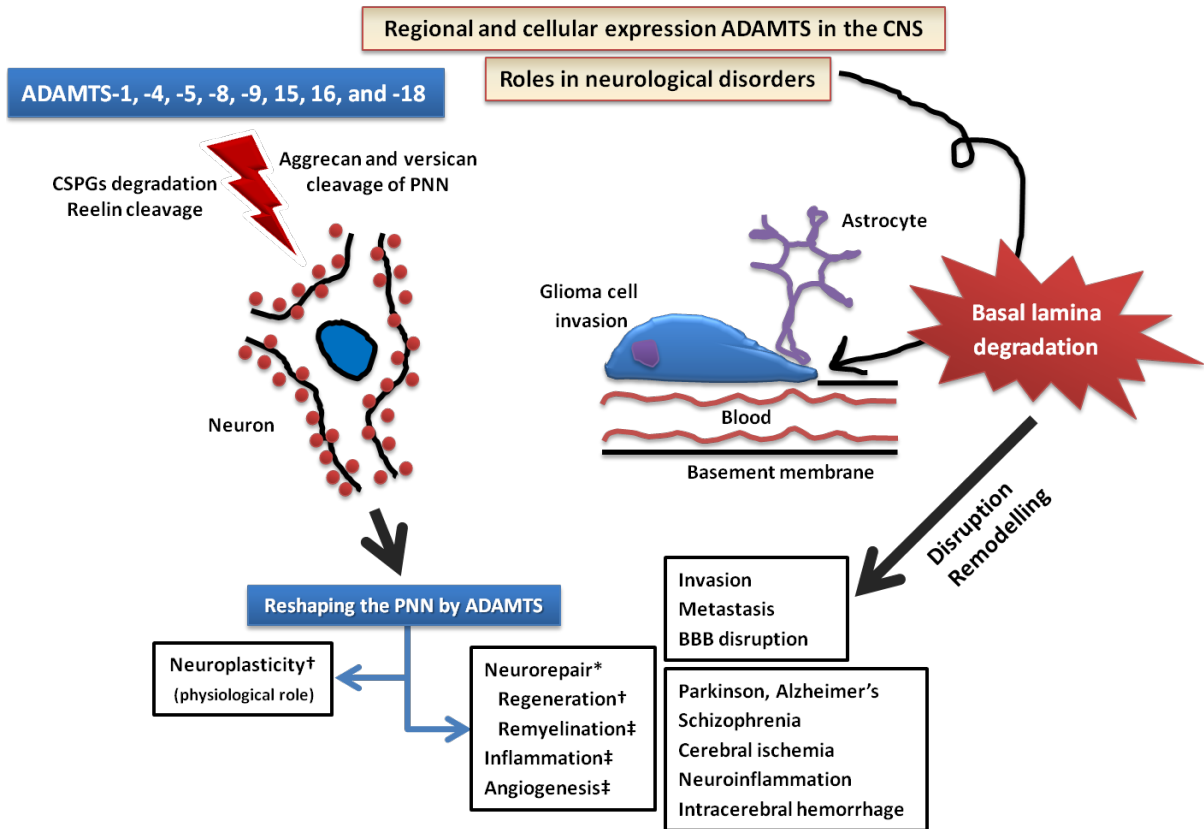 Regional and cellular expression ADAMTS in the CNS
Roles in neurological disorders
ADAMTS-1, -4, -5, -8, -9, 15, 16, and -18
CSPGs degradation
Reelin cleavage
Aggrecan and versican
cleavage of PNN
Neuron
Astrocyte
Glioma cell
invasion
Blood
Basement membrane
Basal lamina
degradation
Disruption
Remodelling
Reshaping the PNN by ADAMTS
Neuroplasticity†
(physiological role)
Neurorepair*
Regeneration†
Remyelination‡
Inflammation‡
Angiogenesis‡
Invasion
Metastasis
BBB disruption
Parkinson, Alzheimer’s
Schizophrenia
Cerebral ischemia
Neuroinflammation
Intracerebral hemorrhage